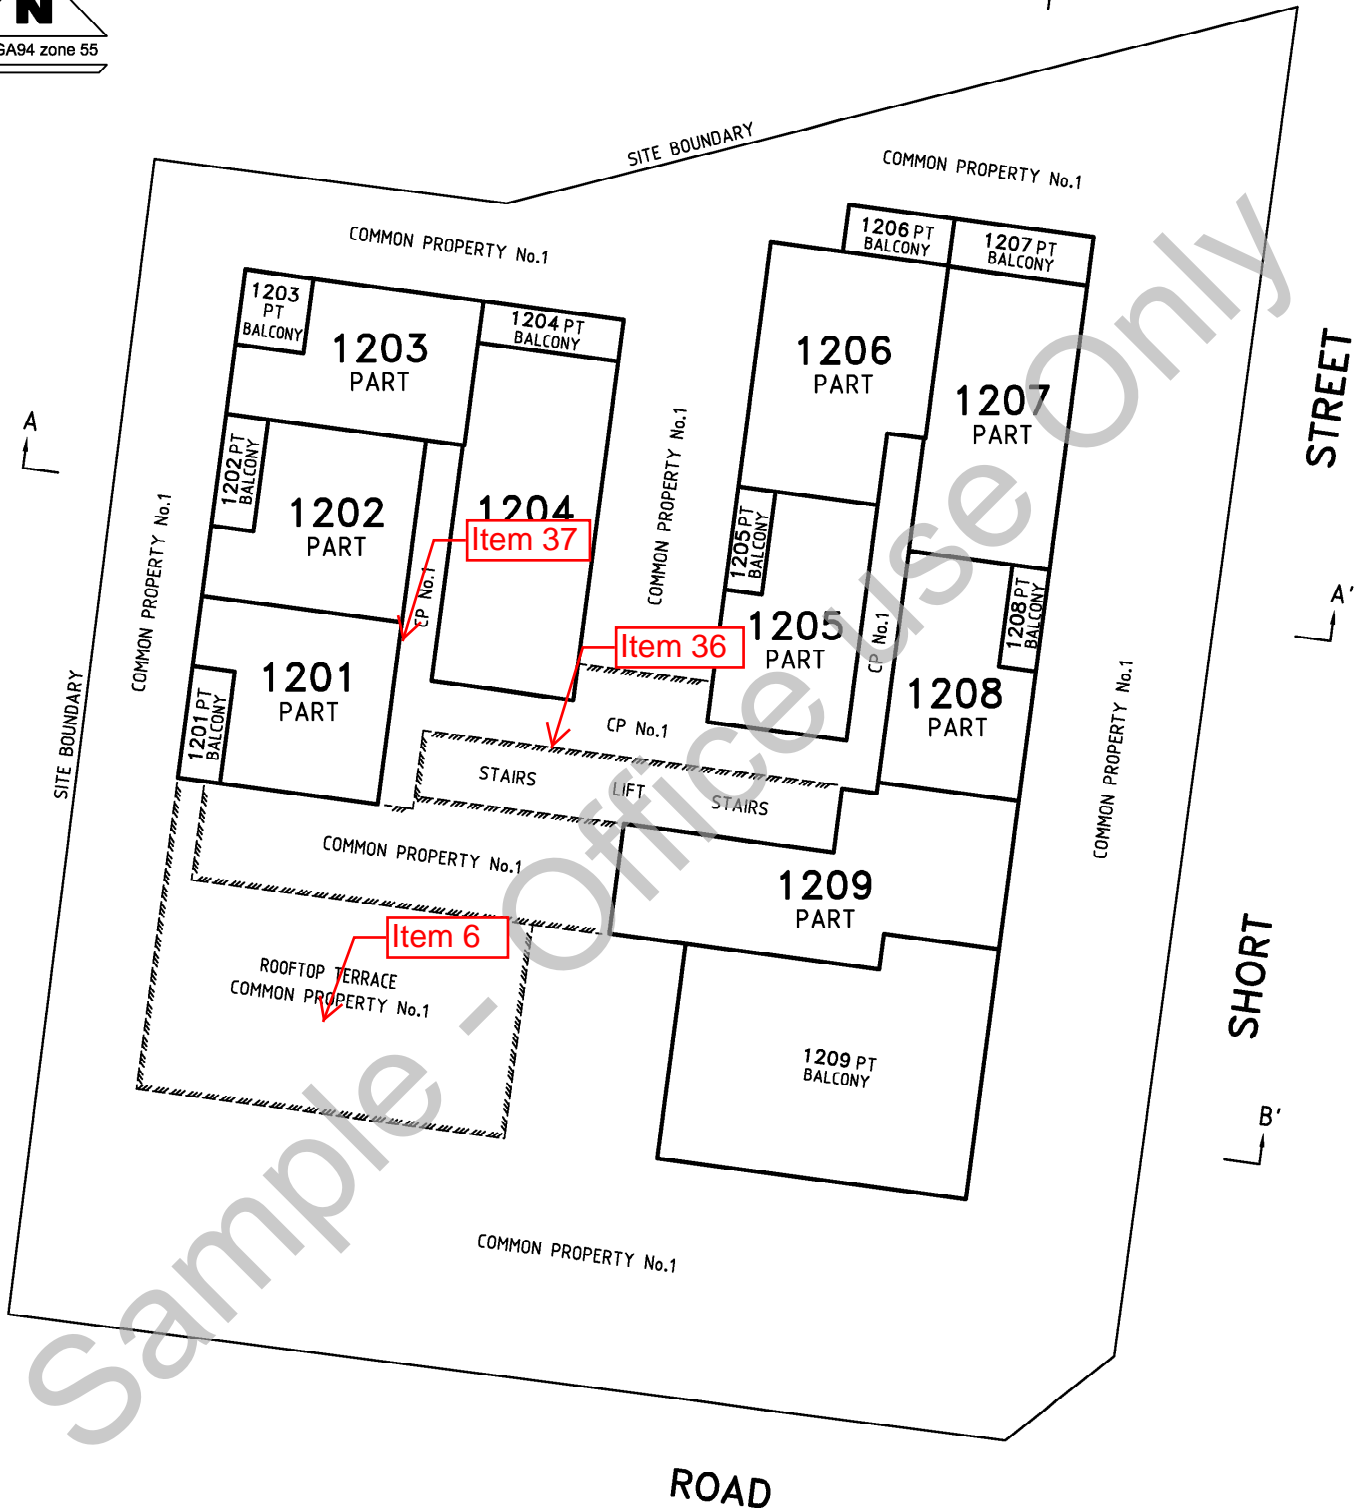 N
GA94 zone 55
SITE BOUNDARY
COMMON PROPERTY No.1
COMMON PROPERTY No.1
1206 PT
BALCONY
1207 PT
BALCONY
1203
PT
BALCONY
1203
PART
1204 PT
BALCONY
1206
PART
1207
PART
STREET
A
1202 PT
BALCONY
1202
PART
1204
Item 37
COMMON PROPERTY No.1
COMMON PROPERTY No.1
CP No.1
1205 PT
BALCONY
1205
PART
CP No.1
1208 PT
BALCONY
A'
Item 36
1201
PART
1201 PT
BALCONY
1208
PART
SITE BOUNDARY
CP No.1
COMMON PROPERTY No.1
STAIRS
LIFT
STAIRS
COMMON PROPERTY No.1
1209
PART
Item 6
ROOFTOP TERRACE
COMMON PROPERTY No.1
SHORT
1209 PT
BALCONY
B'
COMMON PROPERTY No.1
ROAD
Sample - Office use Only